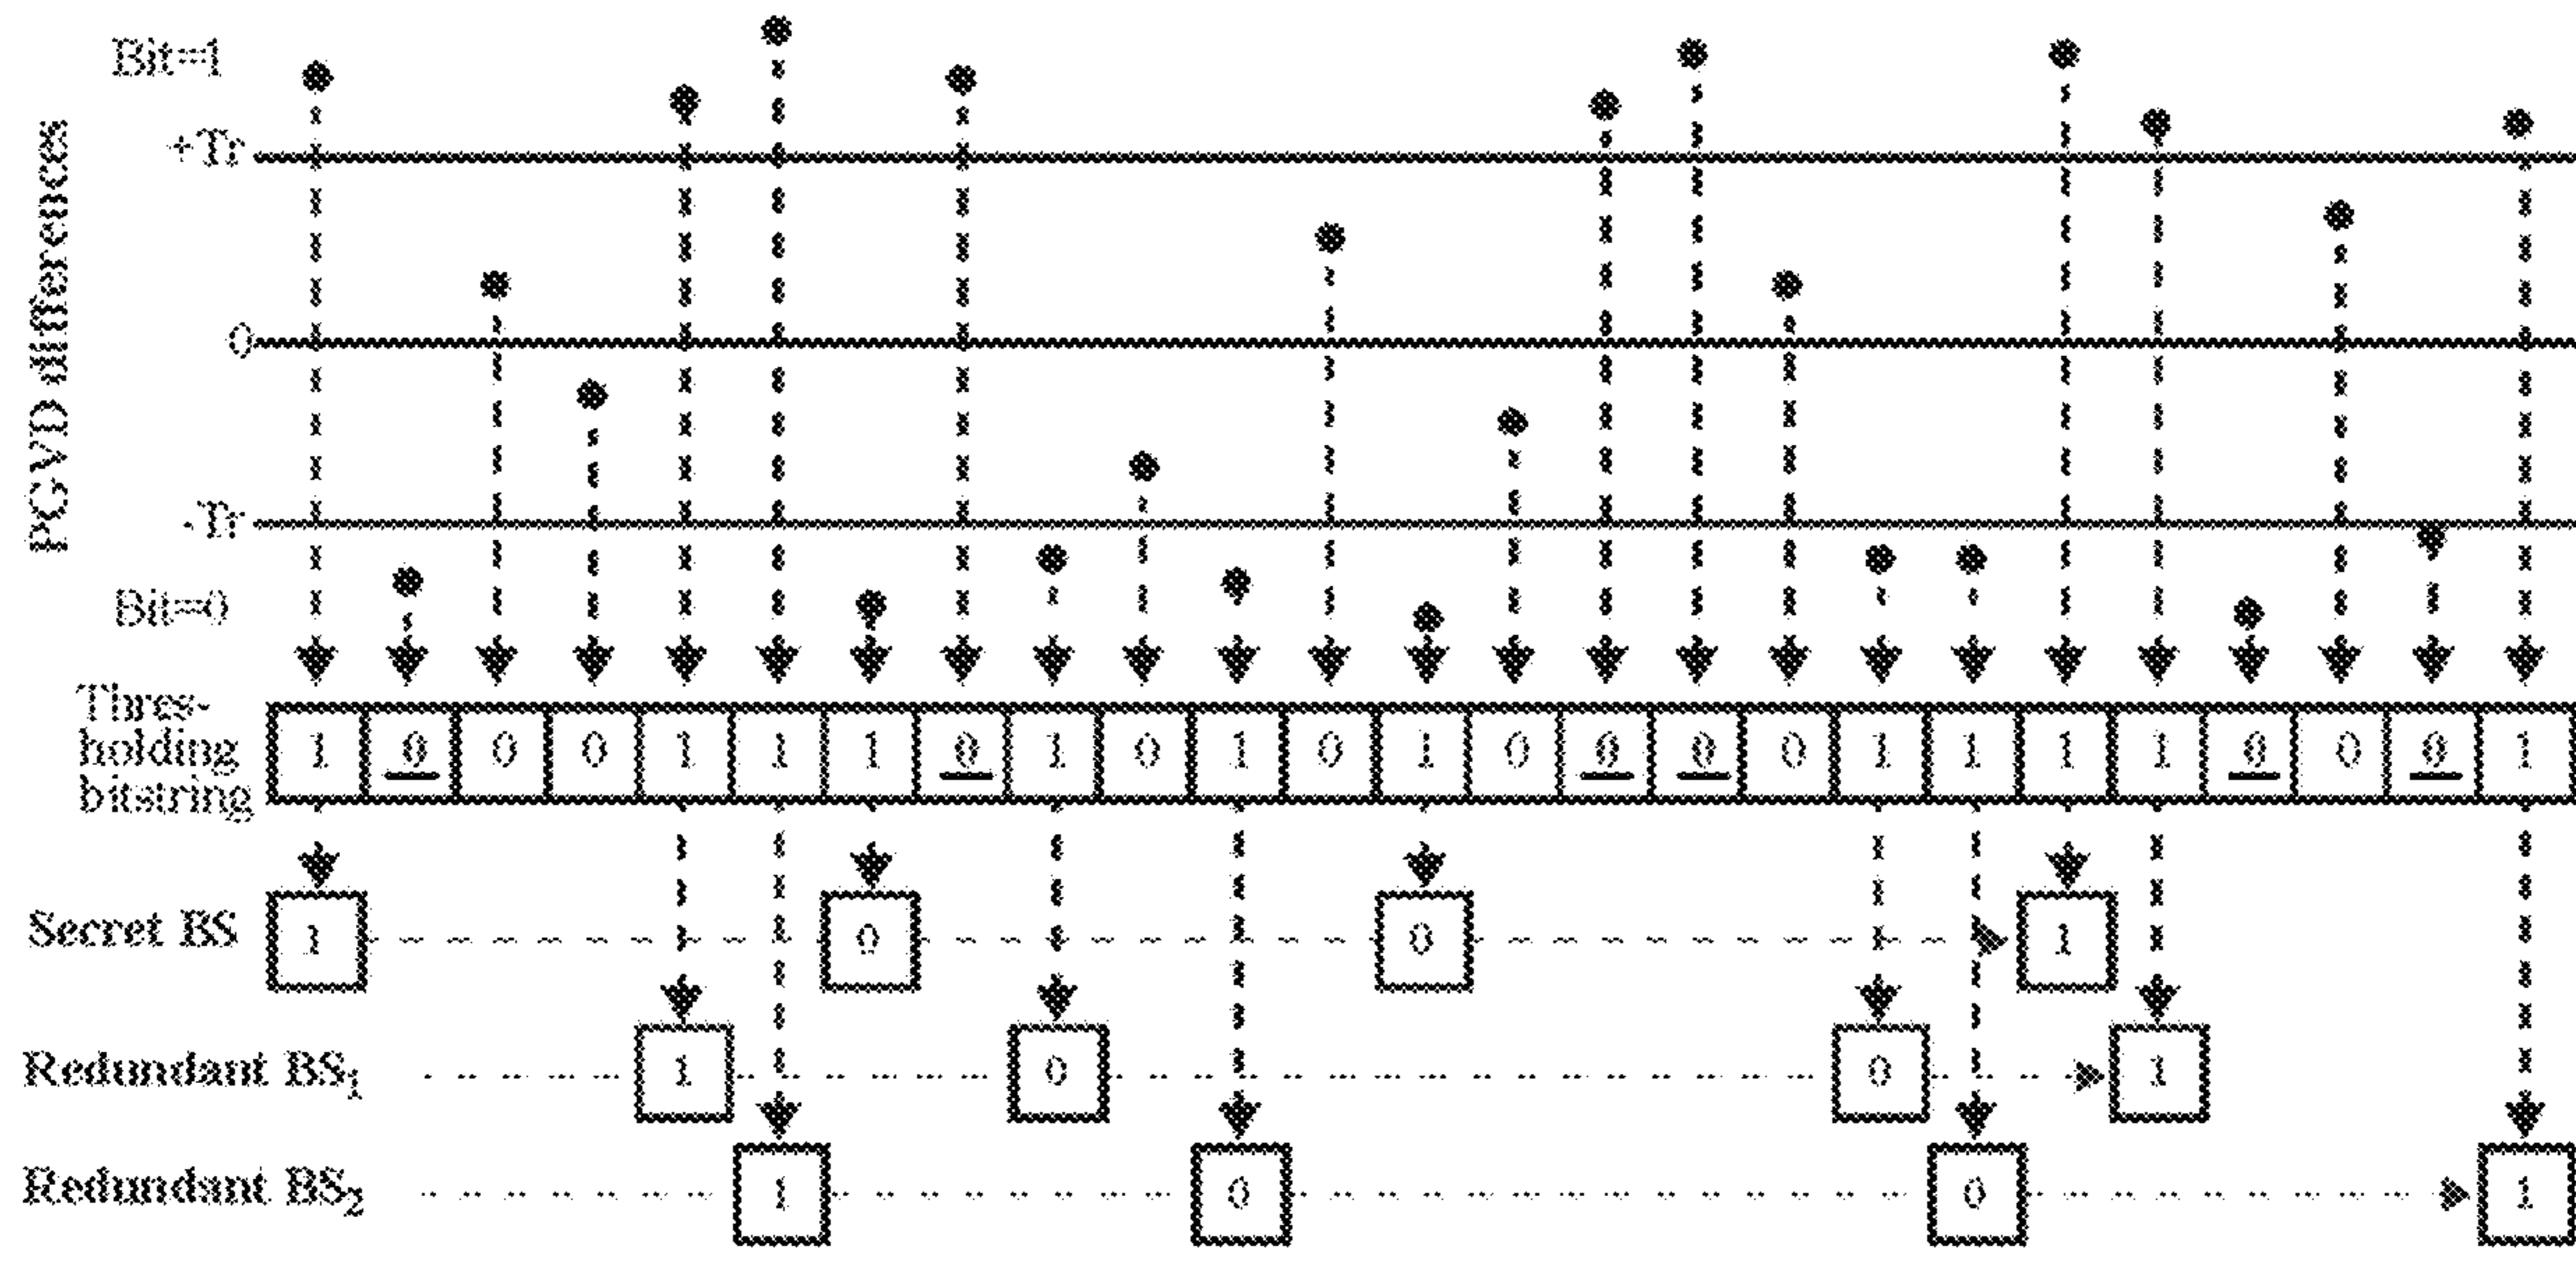 Bit=1
+Tr
PGVD differences
0
-Tr
Bit=0
Thres-
holding
bitstring
1 0 0 0 1 1 1 0 1 0 1 0 1 0 0 0 0 1 1 1 1 0 0 0 1
Secret BS 1 0 0 1
Redundant BS1 1 0 0 1
Redundant BS2 1 0 0 1